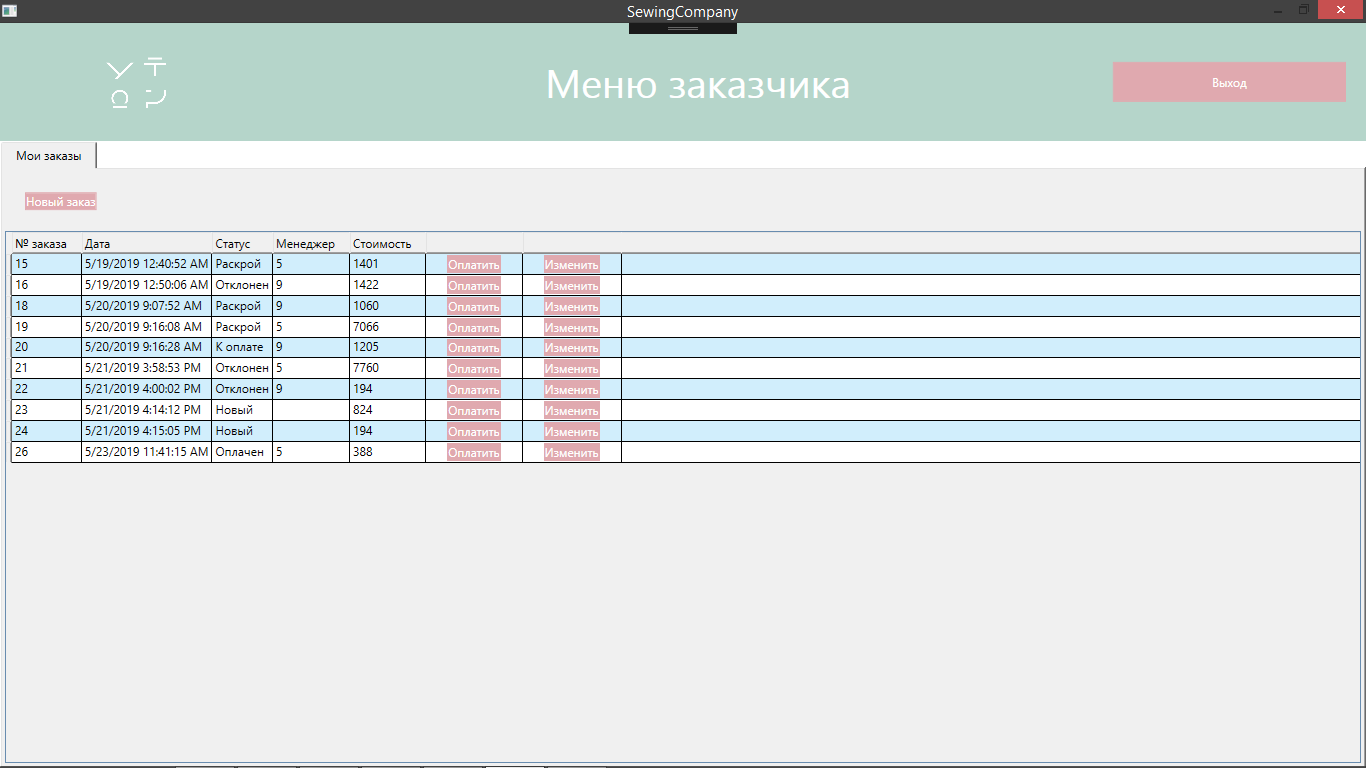 SewingCompany
Меню заказчика
Выход
Мои заказы
Новый заказ
№ заказа Дата Статус Менеджер Стоимость
15 5/19/2019 12:40:52 AM Раскрой 5 1401 Оплатить Изменить
16 5/19/2019 12:50:06 AM Отклонен 9 1422 Оплатить Изменить
18 5/20/2019 9:07:52 AM Раскрой 9 1060 Оплатить Изменить
19 5/20/2019 9:16:08 AM Раскрой 5 7066 Оплатить Изменить
20 5/20/2019 9:16:28 AM К оплате 9 1205 Оплатить Изменить
21 5/21/2019 3:58:53 PM Отклонен 5 7760 Оплатить Изменить
22 5/21/2019 4:00:02 PM Отклонен 9 194 Оплатить Изменить
23 5/21/2019 4:14:12 PM Новый 824 Оплатить Изменить
24 5/21/2019 4:15:05 PM Новый 194 Оплатить Изменить
26 5/23/2019 11:41:15 AM Оплачен 5 388 Оплатить Изменить